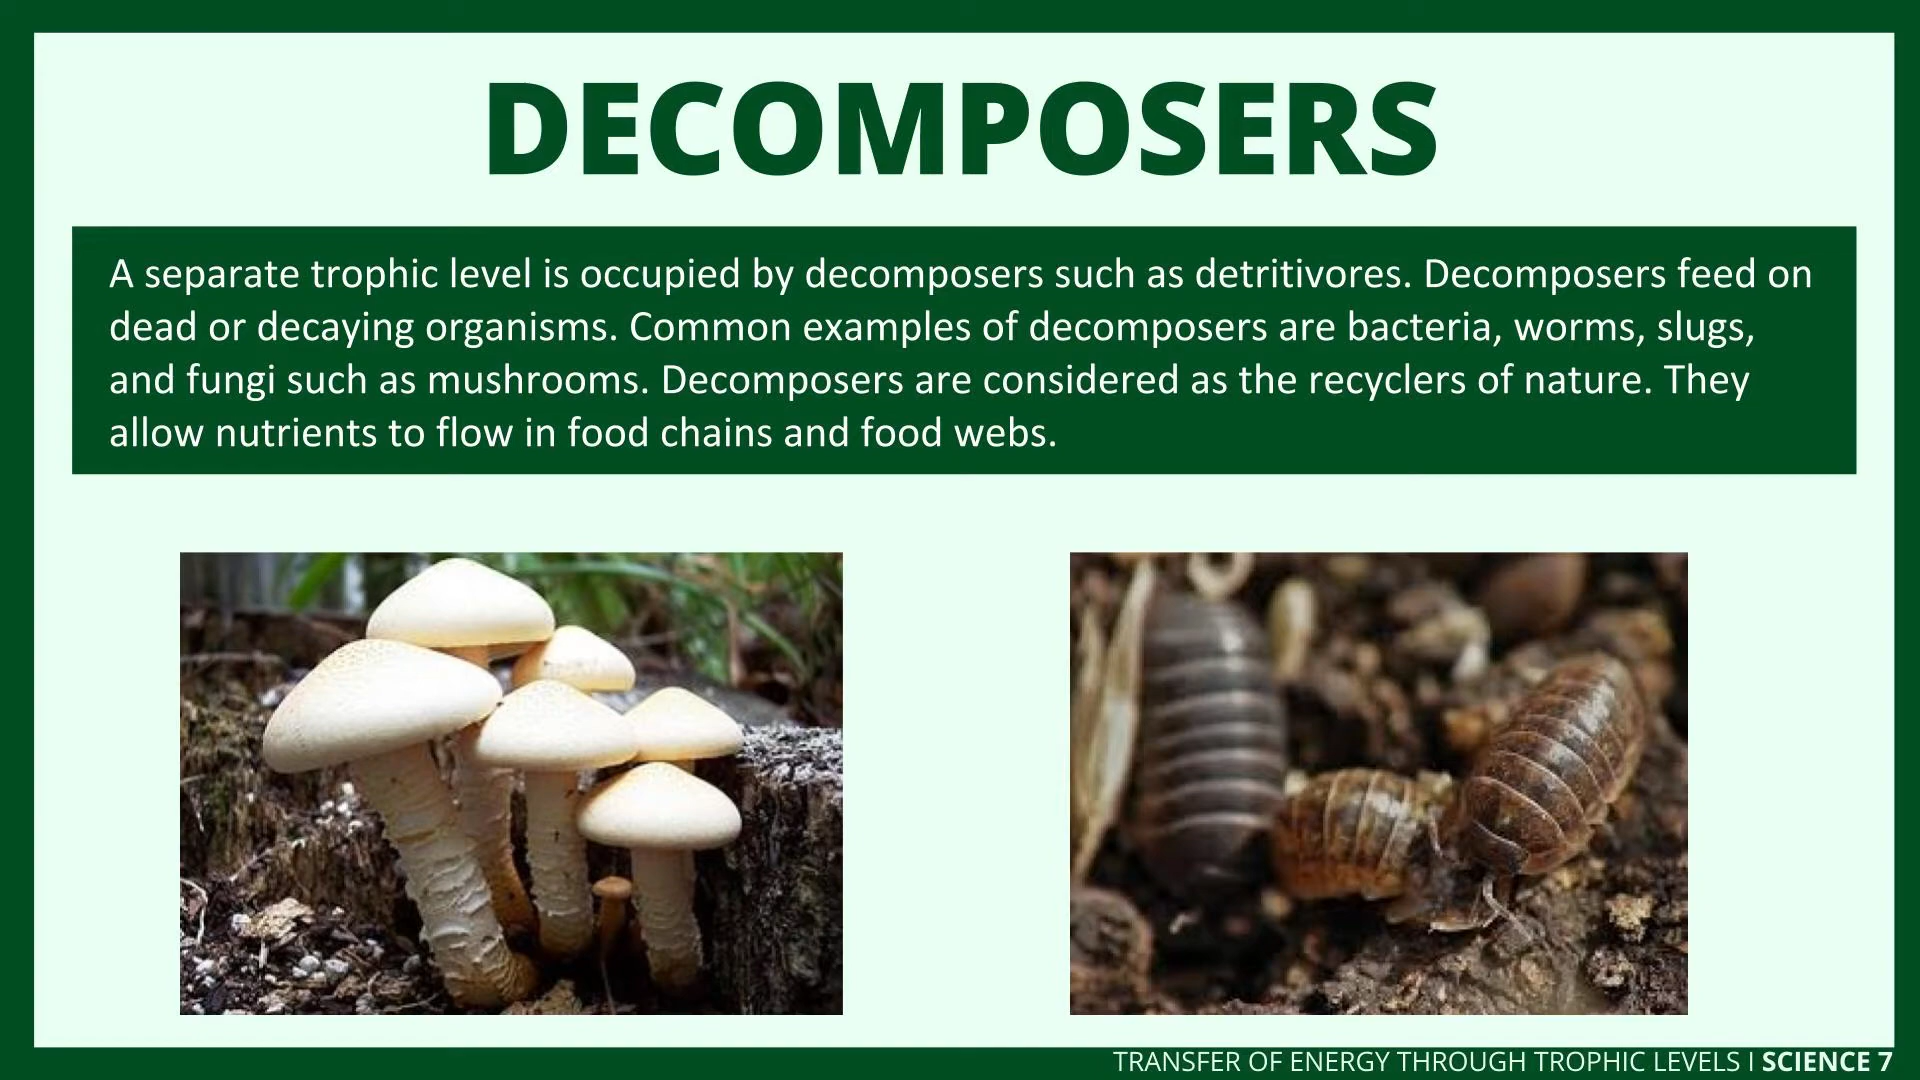 DECOMPOSERS
A separate trophic level is occupied by decomposers such as detritivores. Decomposers feed on
dead or decaying organisms. Common examples of decomposers are bacteria, worms, slugs,
and fungi such as mushrooms. Decomposers are considered as the recyclers of nature. They
allow nutrients to flow in food chains and food webs.
TRANSFER OF ENERGY THROUGH TROPHIC LEVELS I SCIENCE 7